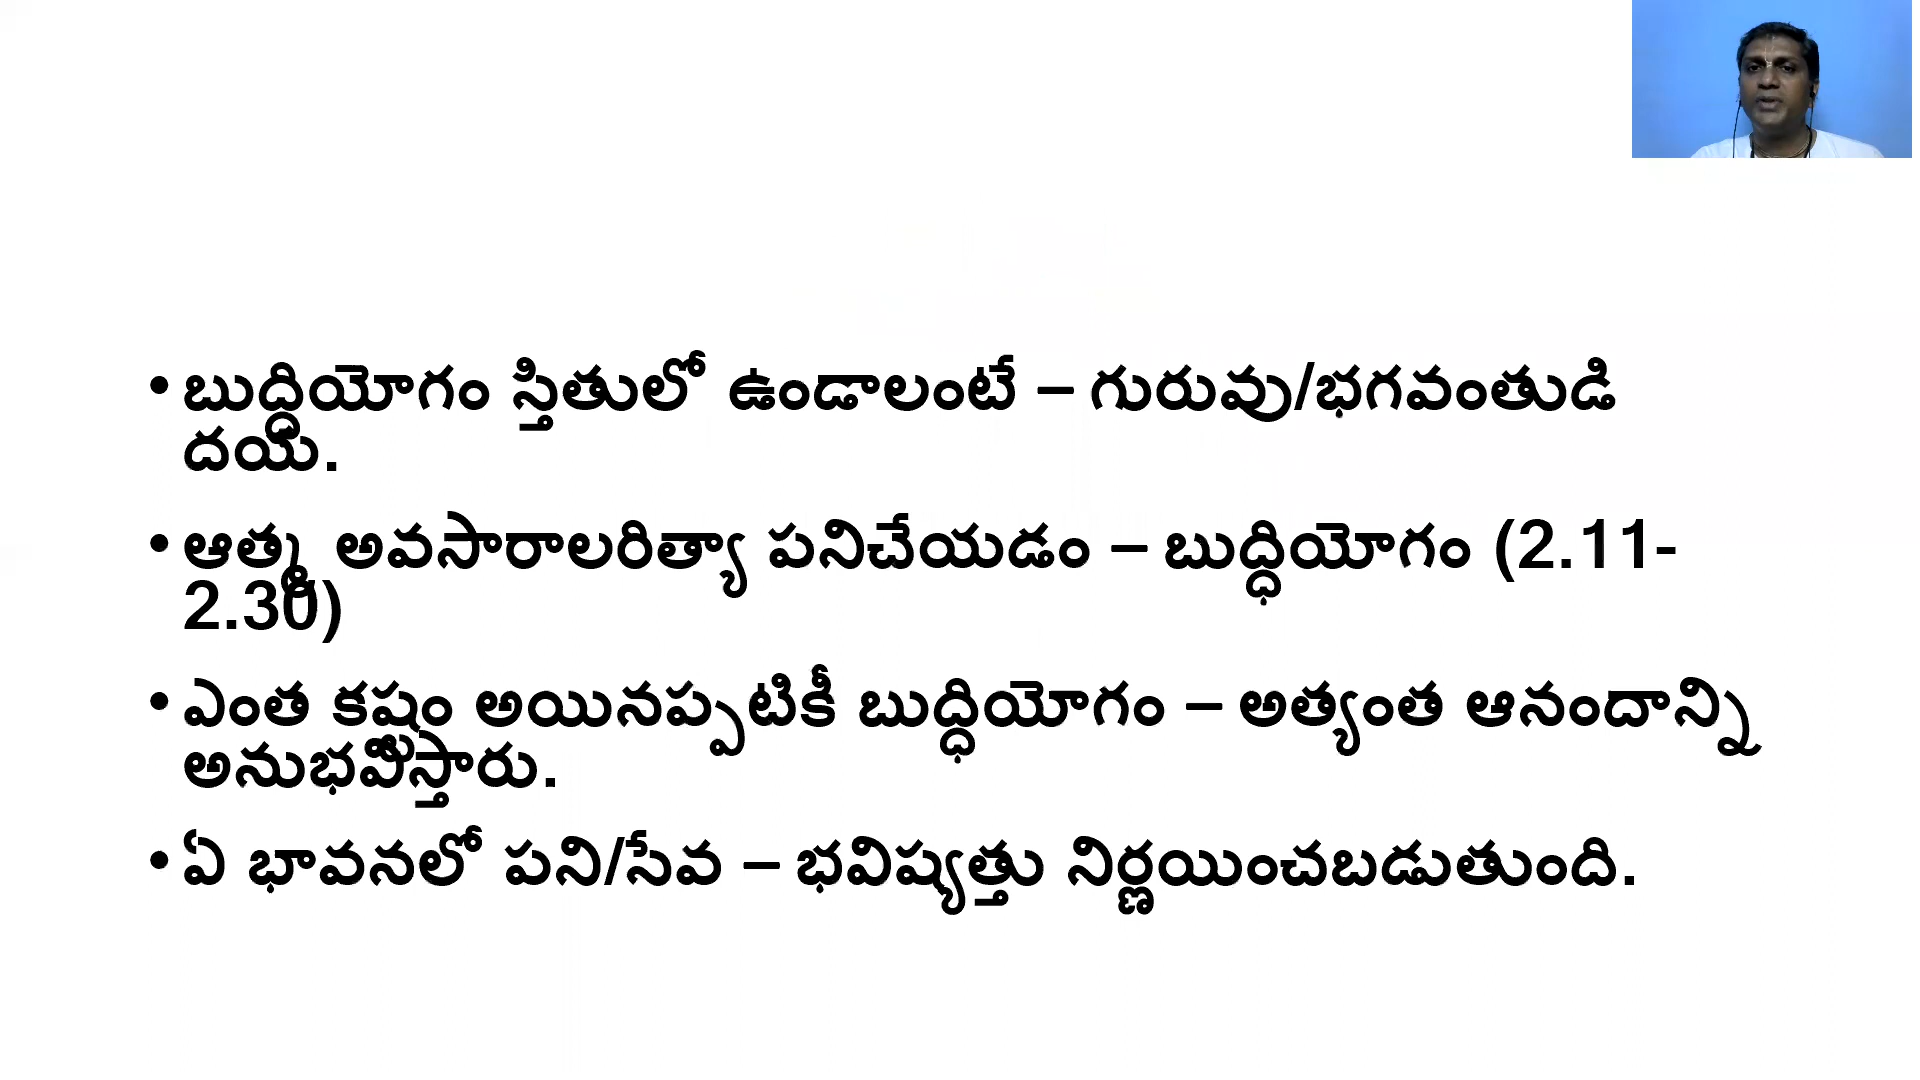 • బుద్ధియోగం స్తితులో ఉండాలంటే – గురువు/భగవంతుడి
దయ.
• ఆత్మ అవసారాలరిత్యా పనిచేయడం – బుద్ధియోగం (2.11-
2.30)
• ఎంత కష్టం అయినప్పటికీ బుద్ధియోగం – అత్యంత ఆనందాన్ని
అనుభవిస్తారు.
• ఏ భావనలో పని/సేవ – భవిష్యత్తు నిర్ణయించబడుతుంది.